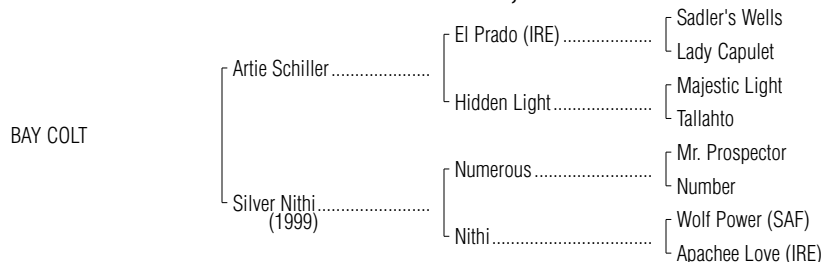 Sadler's Wells
El Prado (IRE) ....................
Lady Capulet
Artie Schiller ......................
Majestic Light
Hidden Light ......................
Tallahto
BAY COLT
Mr. Prospector
Numerous ..........................
Number
Silver Nithi .........................
(1999)
Wolf Power (SAF)
Nithi ...................................
Apachee Love (IRE)